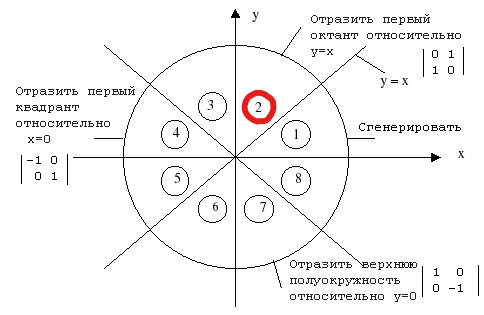 y
Отразить первый
октант относительно
y=x
0 1
1 0
y = x
Отразить первый
квадрант
относительно
x=0
-1 0
0 1
3
2
4
1
Сгенерировать
x
5
8
6
7
Отразить верхнюю
полуокружность
относительно y=0
1 0
0 -1